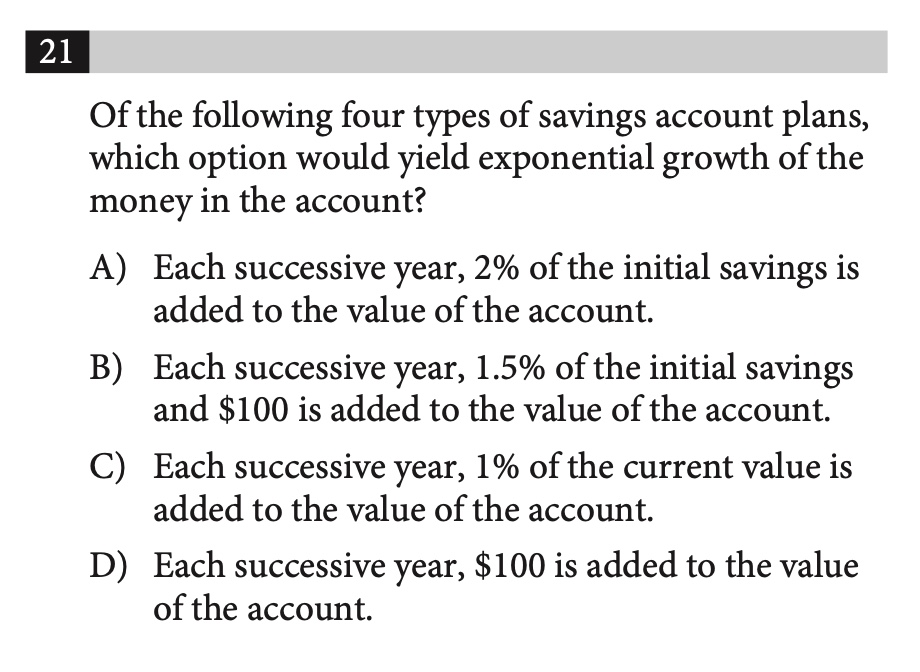 21
Of the following four types of savings account plans,
which option would yield exponential growth of the
money in the account?
A) Each successive year, 2% of the initial savings is
added to the value of the account.
B) Each successive year, 1.5% of the initial savings
and $100 is added to the value of the account.
C) Each successive year, 1% of the current value is
added to the value of the account.
D) Each successive year, $100 is added to the value
of the account.